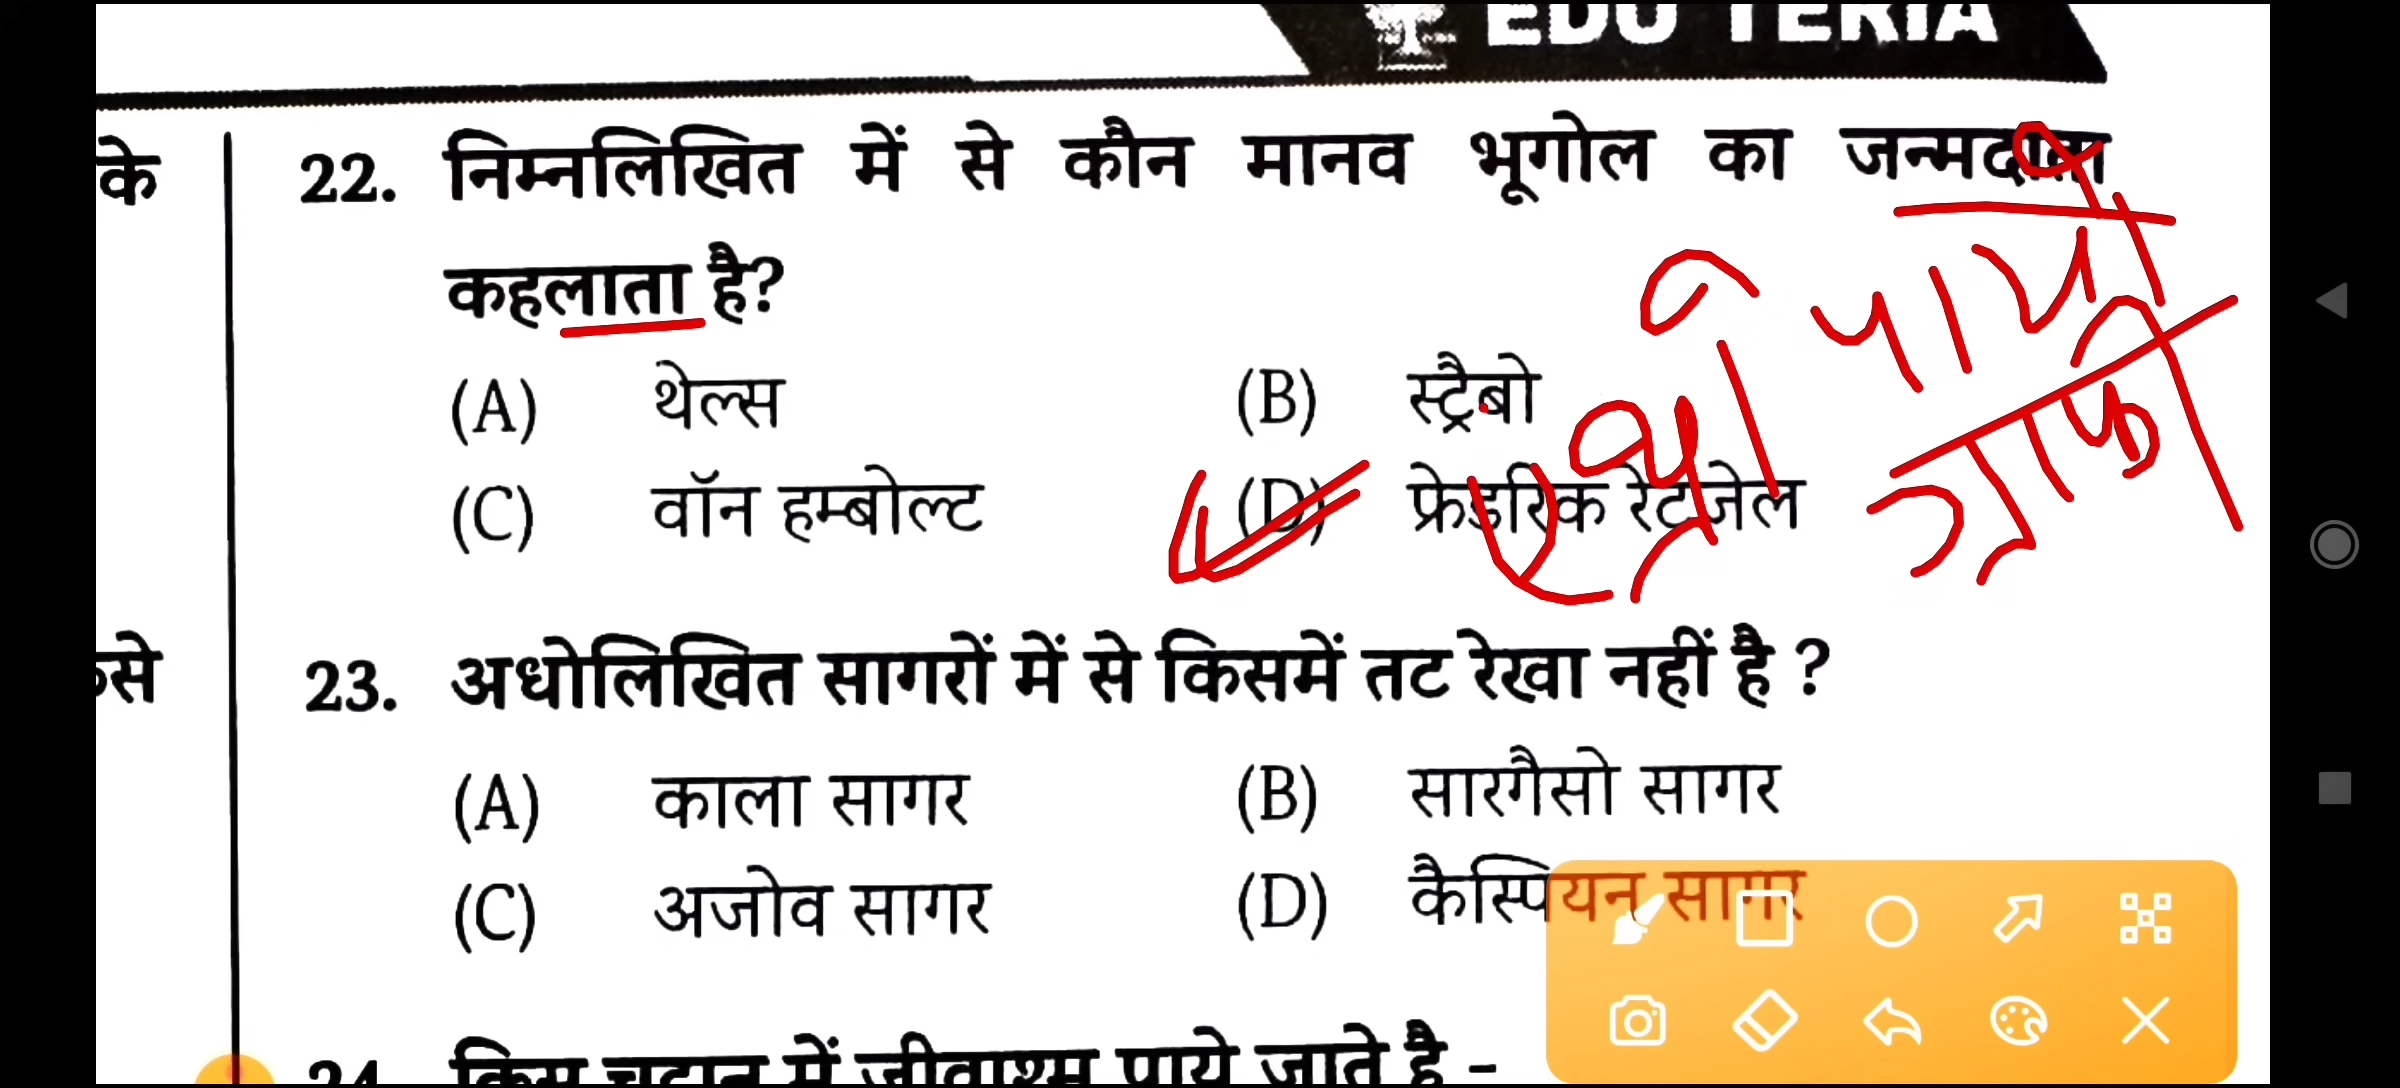 EDU TERIA
के
22. निम्नलिखित में से कौन मानव भूगोल का जन्मदाता
कहलाता है?
(A) थेल्स (B) स्ट्रैबो
(C) वॉन हम्बोल्ट (D) फ्रेडरिक रेट्रजेल
से
23. अधोलिखित सागरों में से किसमें तट रेखा नहीं है ?
(A) काला सागर (B) सारगैसो सागर
(C) अजोव सागर (D) कैस्पियन सागर
24. किस चट्टान में जीवाश्म पाये जाते है -